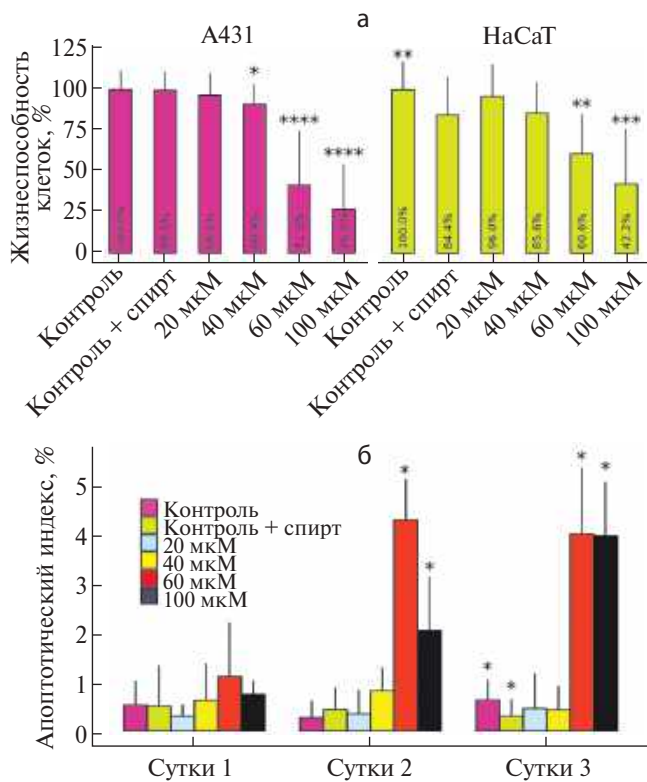 а
A431
HaCaT
Жизнеспособность
клеток, %
125
100
75
50
25
0
*
****
****
**
**
***
100.0%
84.4%
96.0%
85.6%
60.6%
42.2%
Контроль
Контроль + спирт
20 мкМ
40 мкМ
60 мкМ
100 мкМ
Контроль
Контроль + спирт
20 мкМ
40 мкМ
60 мкМ
100 мкМ
б
Апоптотический индекс, %
5
4
3
2
1
0
Контроль
Контроль + спирт
20 мкМ
40 мкМ
60 мкМ
100 мкМ
*
*
*
*
*
*
Сутки 1
Сутки 2
Сутки 3